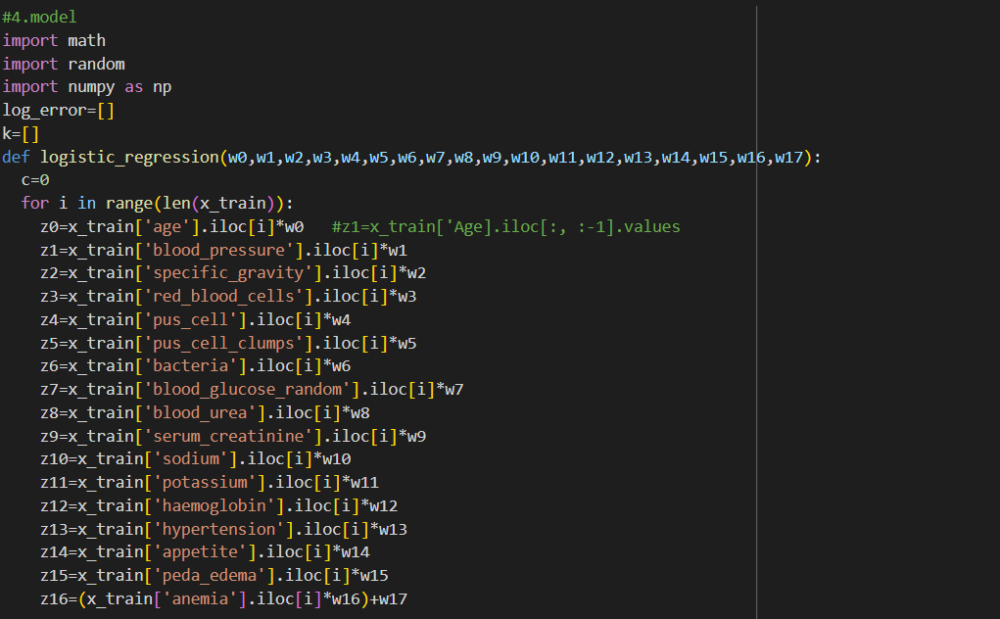 #4.model
import math
import random
import numpy as np
log_error=[]
k=[]
def logistic_regression(w0,w1,w2,w3,w4,w5,w6,w7,w8,w9,w10,w11,w12,w13,w14,w15,w16,w17):
  c=0
  for i in range(len(x_train)):
    z0=x_train['age'].iloc[i]*w0   #z1=x_train['Age].iloc[:, :-1].values
    z1=x_train['blood_pressure'].iloc[i]*w1
    z2=x_train['specific_gravity'].iloc[i]*w2
    z3=x_train['red_blood_cells'].iloc[i]*w3
    z4=x_train['pus_cell'].iloc[i]*w4
    z5=x_train['pus_cell_clumps'].iloc[i]*w5
    z6=x_train['bacteria'].iloc[i]*w6
    z7=x_train['blood_glucose_random'].iloc[i]*w7
    z8=x_train['blood_urea'].iloc[i]*w8
    z9=x_train['serum_creatinine'].iloc[i]*w9
    z10=x_train['sodium'].iloc[i]*w10
    z11=x_train['potassium'].iloc[i]*w11
    z12=x_train['haemoglobin'].iloc[i]*w12
    z13=x_train['hypertension'].iloc[i]*w13
    z14=x_train['appetite'].iloc[i]*w14
    z15=x_train['peda_edema'].iloc[i]*w15
    z16=(x_train['anemia'].iloc[i]*w16)+w17